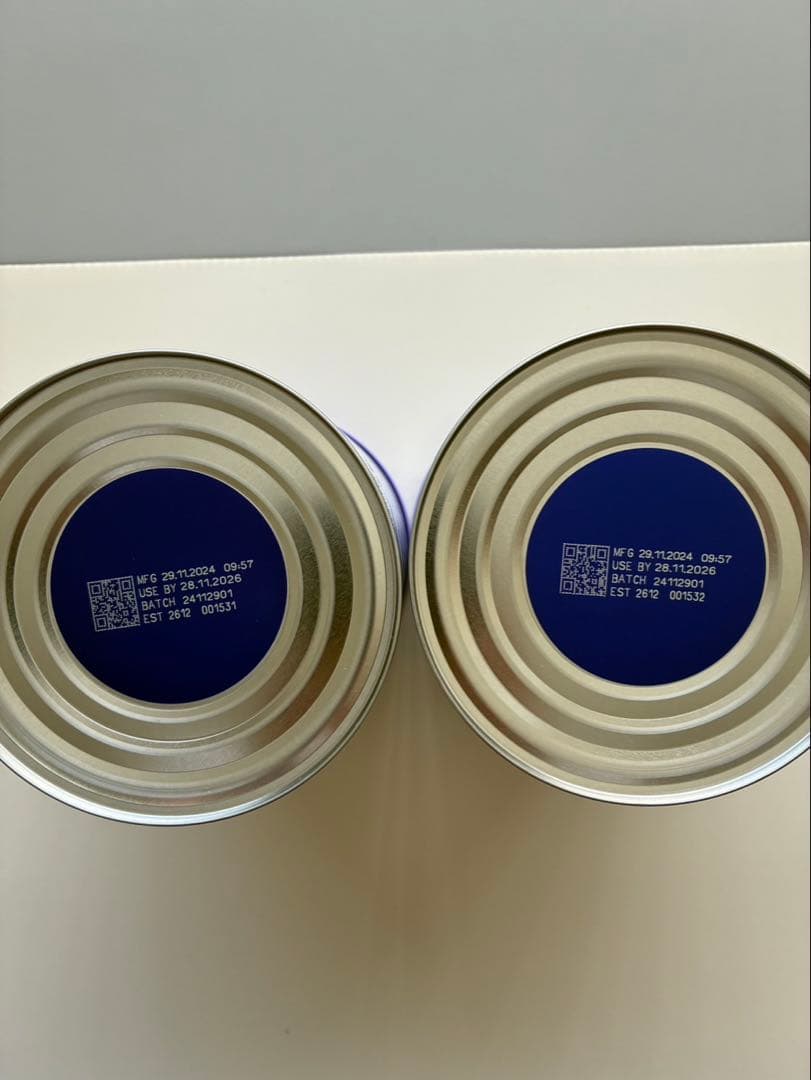 MFG 29.11.2024 09:57
USE BY 28.11.2026
BATCH 24112901
EST 2612 001531
MFG 29.11.2024 09:57
USE BY 28.11.2026
BATCH 24112901
EST 2612 001532